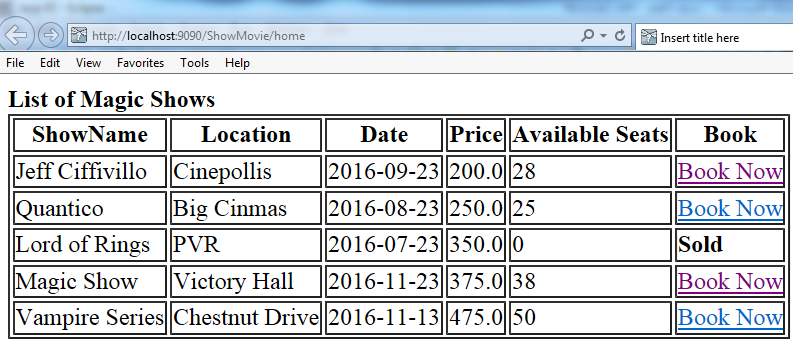 http://localhost:9090/ShowMovie/home
Insert title here
File Edit View Favorites Tools Help
List of Magic Shows
ShowName Location Date Price Available Seats Book
Jeff Ciffivillo Cinepollis 2016-09-23 200.0 28 Book Now
Quantico Big Cinmas 2016-08-23 250.0 25 Book Now
Lord of Rings PVR 2016-07-23 350.0 0 Sold
Magic Show Victory Hall 2016-11-23 375.0 38 Book Now
Vampire Series Chestnut Drive 2016-11-13 475.0 50 Book Now